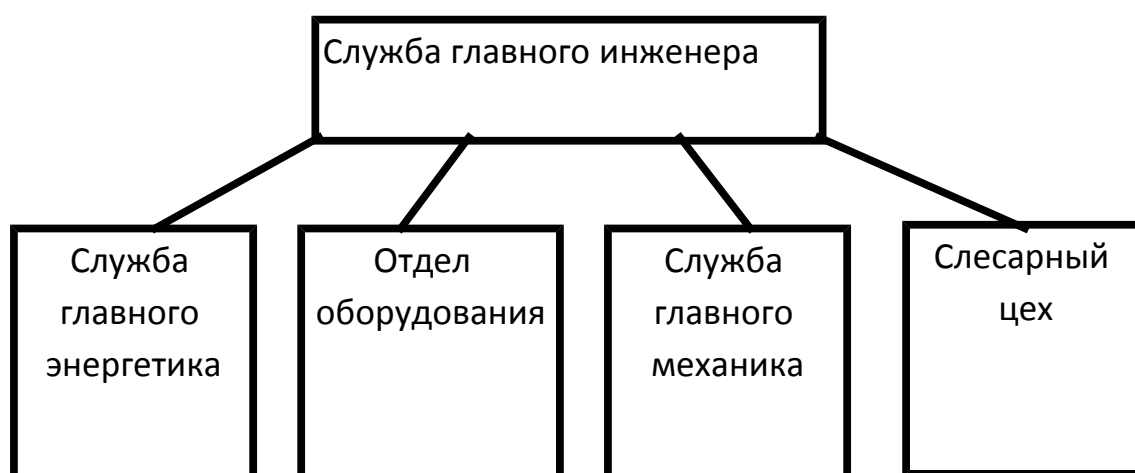 Служба главного инженера
Служба
главного
энергетика
Отдел
оборудования
Служба
главного
механика
Слесарный
цех